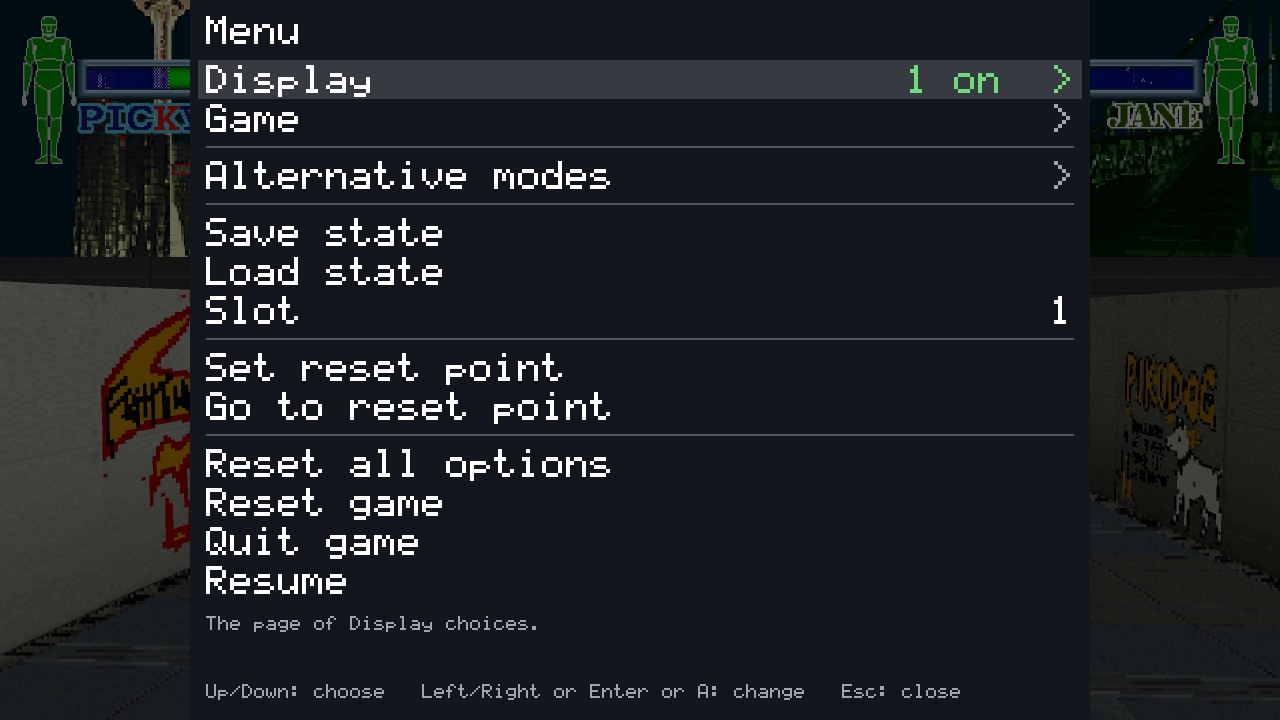 Menu
Display 1 on >
Game >
Alternative modes >
Save state
Load state
Slot 1
Set reset point
Go to reset point
Reset all options
Reset game
Quit game
Resume
The page of Display choices.
Up/Down: choose Left/Right or Enter or A: change Esc: close
PICKY
JANE